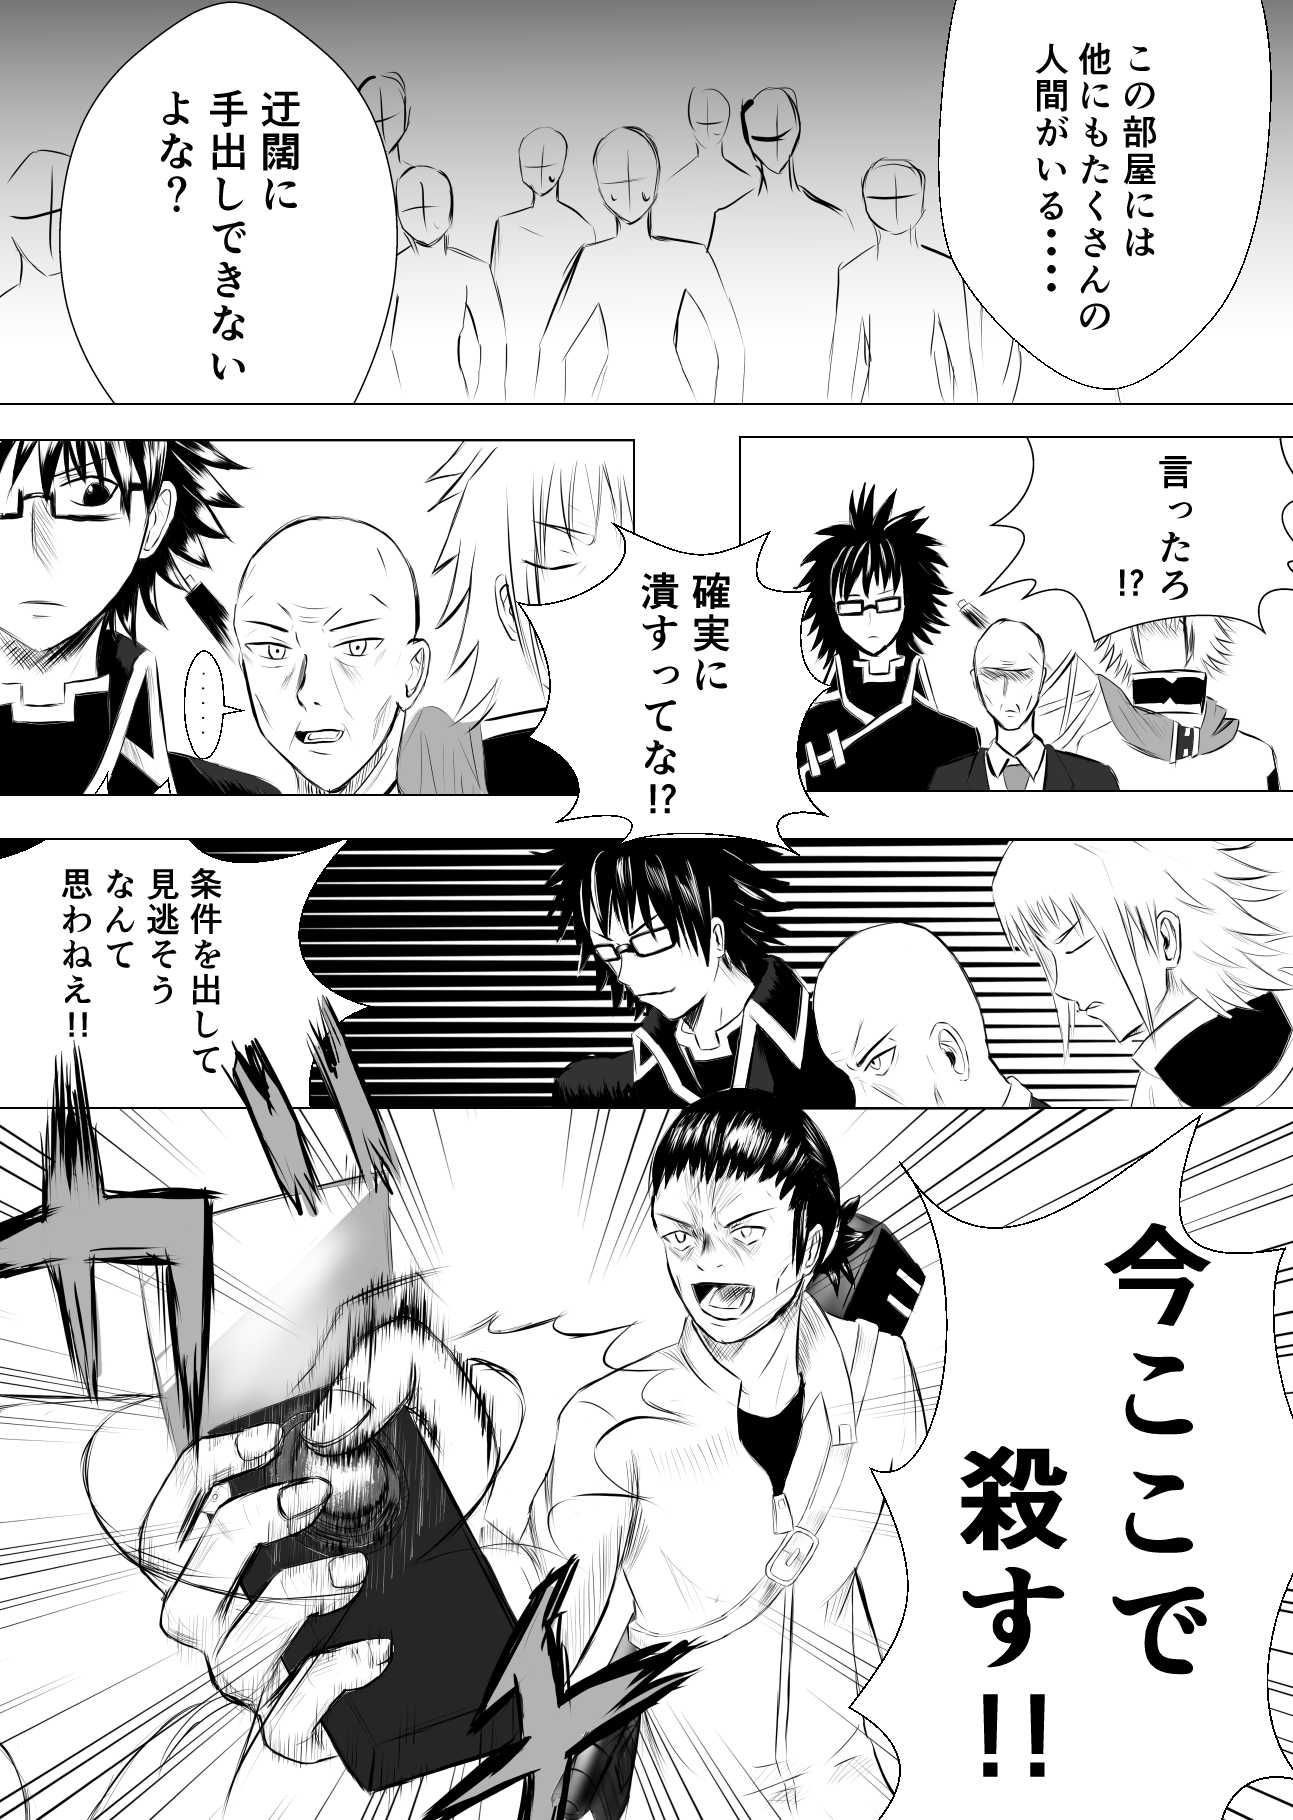 この部屋には
他にもたくさんの
人間がいる・・・・
迂闊に
手出しできない
よな？
言ったろ
!?
確実に
潰すってな!?
・・・・・
条件を出して
見逃そう
なんて
思わねえ!!
今ここで
殺す!!